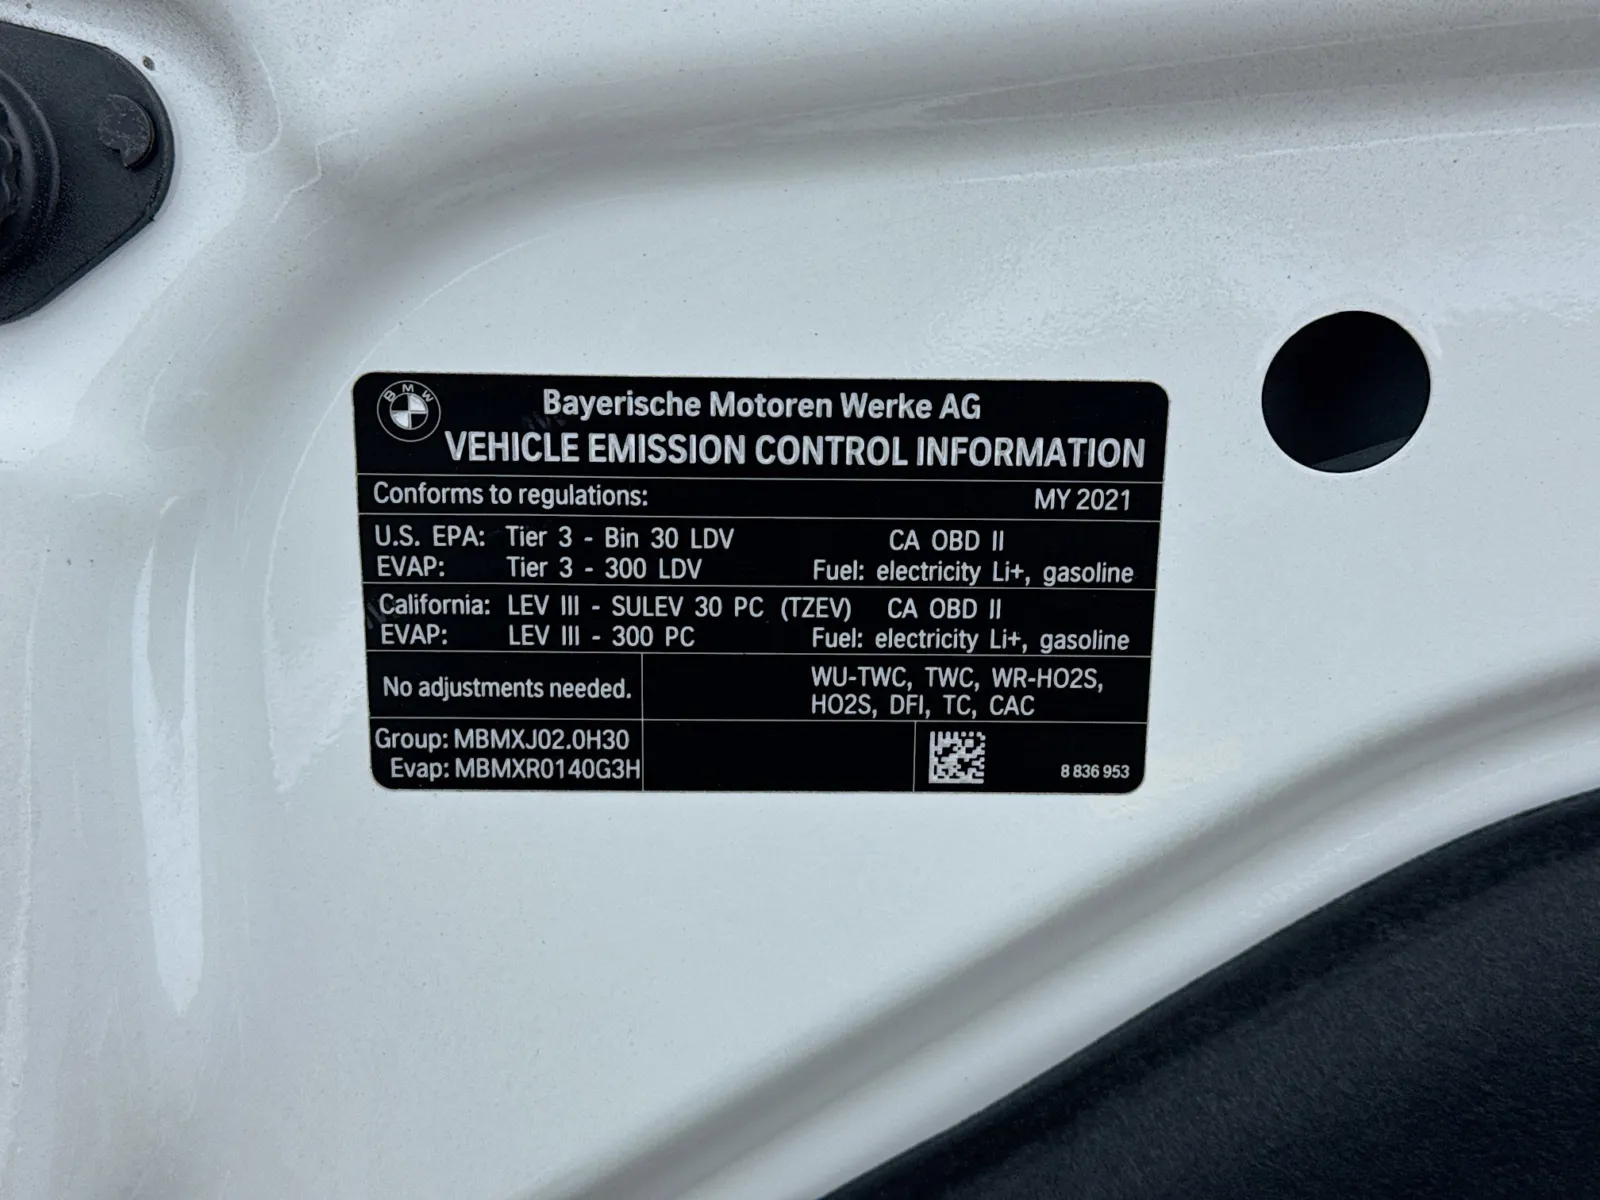 BMW
Bayerische Motoren Werke AG
VEHICLE EMISSION CONTROL INFORMATION
Conforms to regulations: MY 2021
U.S. EPA: Tier 3 - Bin 30 LDV CA OBD II
EVAP: Tier 3 - 300 LDV Fuel: electricity Li+, gasoline
California: LEV III - SULEV 30 PC (TZEV) CA OBD II
EVAP: LEV III - 300 PC Fuel: electricity Li+, gasoline
No adjustments needed.
WU-TWC, TWC, WR-HO2S,
HO2S, DFI, TC, CAC
Group: MBMXJ02.0H30
Evap: MBMXR0140G3H
8 836 953